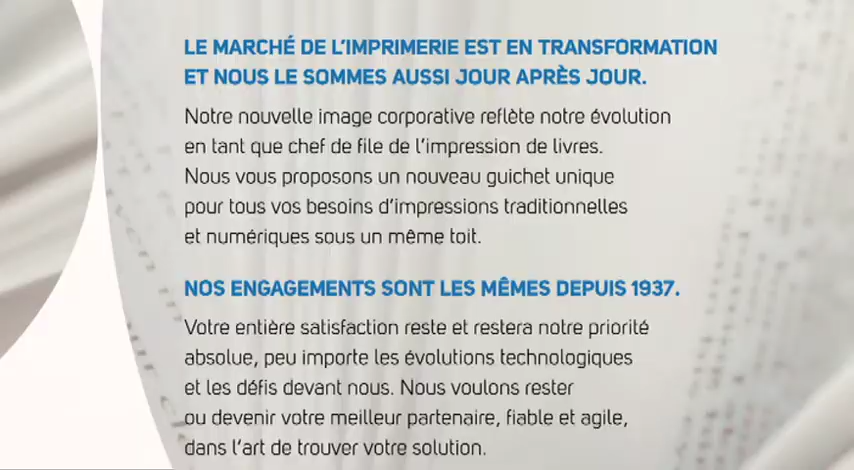 LE MARCHÉ DE L'IMPRIMERIE EST EN TRANSFORMATION
ET NOUS LE SOMMES AUSSI JOUR APRÈS JOUR.
Notre nouvelle image corporative reflète notre évolution
en tant que chef de file de l'impression de livres.
Nous vous proposons un nouveau guichet unique
pour tous vos besoins d'impressions traditionnelles
et numériques sous un même toit.
NOS ENGAGEMENTS SONT LES MÊMES DEPUIS 1937.
Votre entière satisfaction reste et restera notre priorité
absolue, peu importe les évolutions technologiques
et les défis devant nous. Nous voulons rester
ou devenir votre meilleur partenaire, fiable et agile,
dans l'art de trouver votre solution.